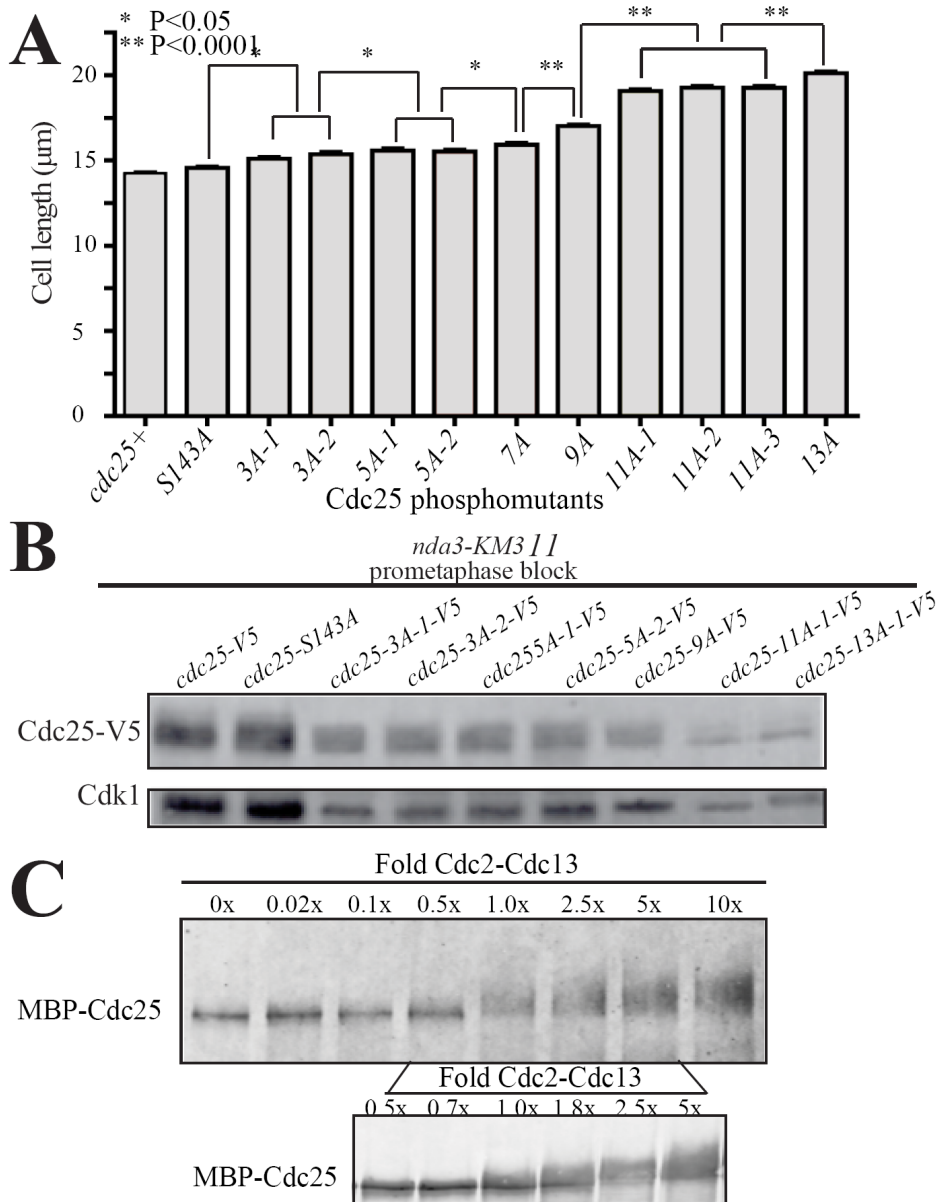 A
* P<0.05
** P<0.0001
* * * ** ** **
Cell length (µm)
20
15
10
5
0
cdc25+ S143A 3A-1 3A-2 5A-1 5A-2 7A 9A 11A-1 11A-2 11A-3 13A
Cdc25 phosphomutants
B
nda3-KM311
prometaphase block
cdc25-V5 cdc25-S143A cdc25-3A-1-V5 cdc25-3A-2-V5 cdc255A-1-V5 cdc25-5A-2-V5 cdc25-9A-V5 cdc25-11A-1-V5 cdc25-13A-1-V5
Cdc25-V5
Cdk1
C
Fold Cdc2-Cdc13
0x 0.02x 0.1x 0.5x 1.0x 2.5x 5x 10x
MBP-Cdc25
Fold Cdc2-Cdc13
0.5x 0.7x 1.0x 1.8x 2.5x 5x
MBP-Cdc25